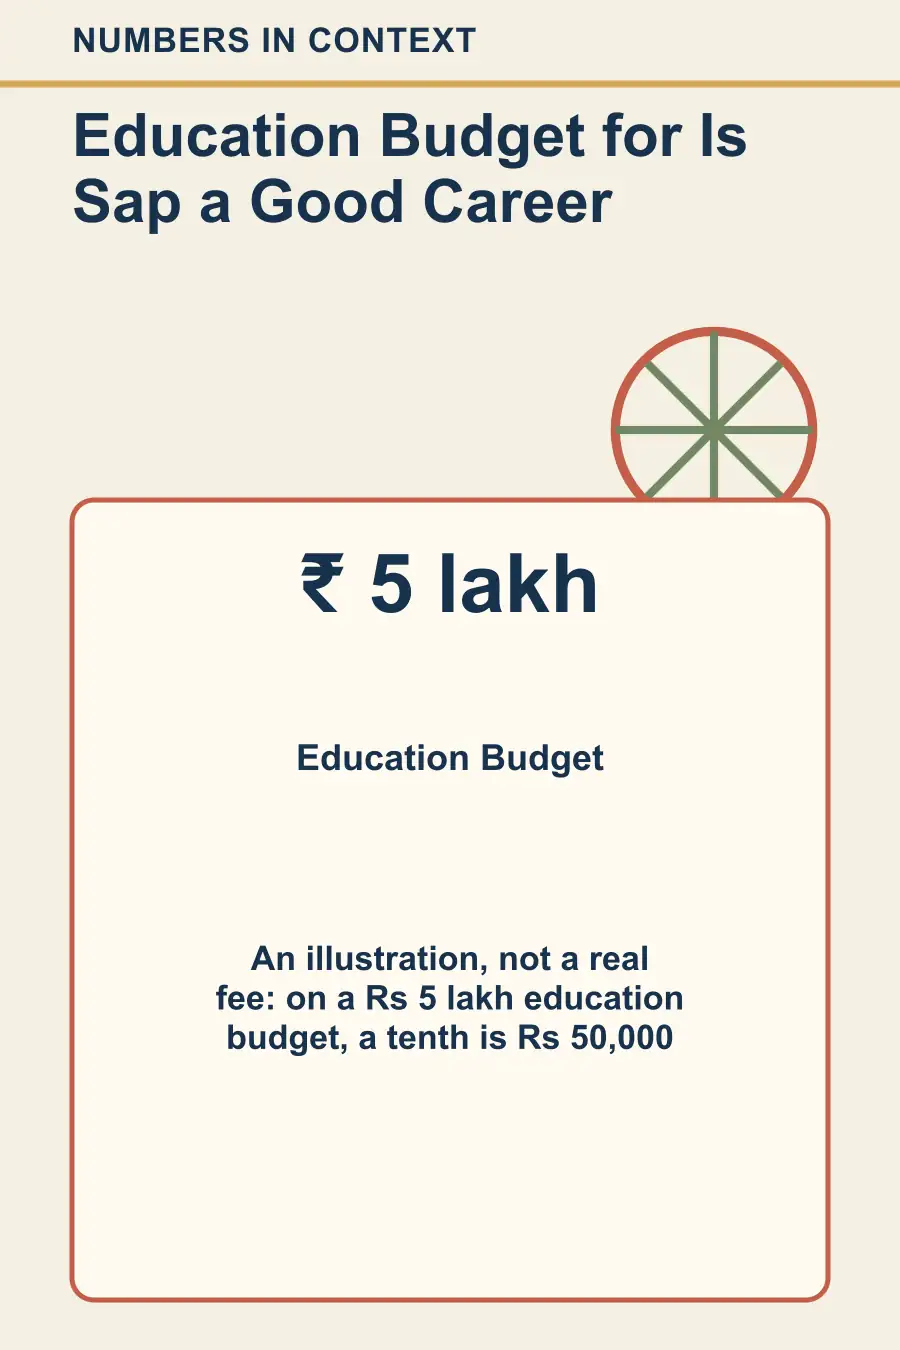 NUMBERS IN CONTEXT
Education Budget for Is
Sap a Good Career
₹ 5 lakh
Education Budget
An illustration, not a real
fee: on a Rs 5 lakh education
budget, a tenth is Rs 50,000